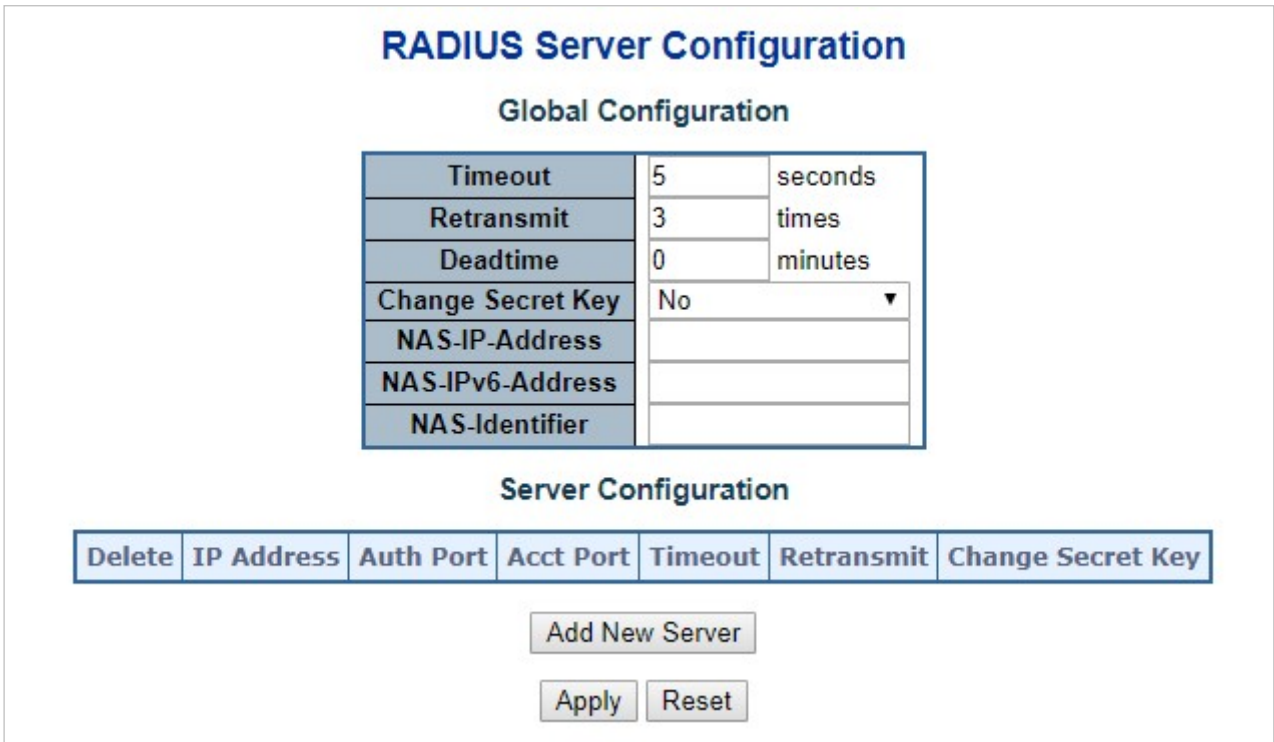 RADIUS Server Configuration
Global Configuration
Timeout 5 seconds
Retransmit 3 times
Deadtime 0 minutes
Change Secret Key No
NAS-IP-Address
NAS-IPv6-Address
NAS-Identifier
Server Configuration
Delete IP Address Auth Port Acct Port Timeout Retransmit Change Secret Key
Add New Server
Apply Reset